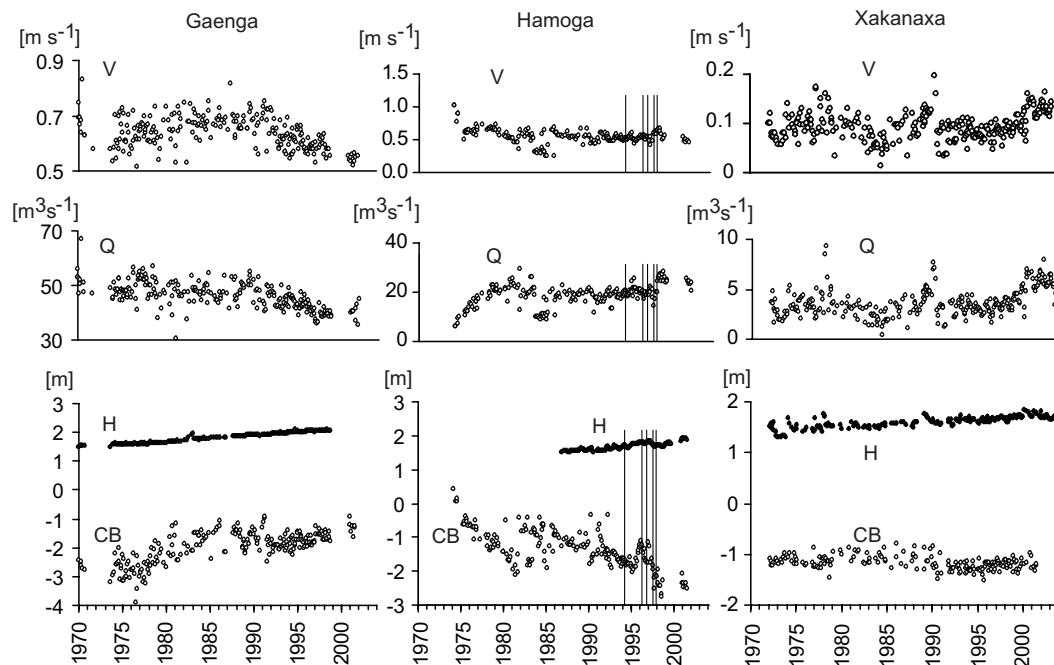 Gaenga Hamoga Xakanaxa
[m s-1] [m s-1] [m s-1]
0.9 1.5 0.2
V V V
1.0
0.7 0.1
0.5
0.5 0.0 0
[m3s-1] [m3s-1] [m3s-1]
70 40 10
Q Q Q
50 20 5
30 0 0
[m] [m] [m]
3 3 2
H H H
2 2 1
1 1
0 0 0
-1 -1
CB CB CB
-2 -2 -1
-3
-4 -3 -2
1970 1975 1980 1985 1990 1995 2000
1970 1975 1980 1985 1990 1995 2000
1970 1975 1980 1985 1990 1995 2000